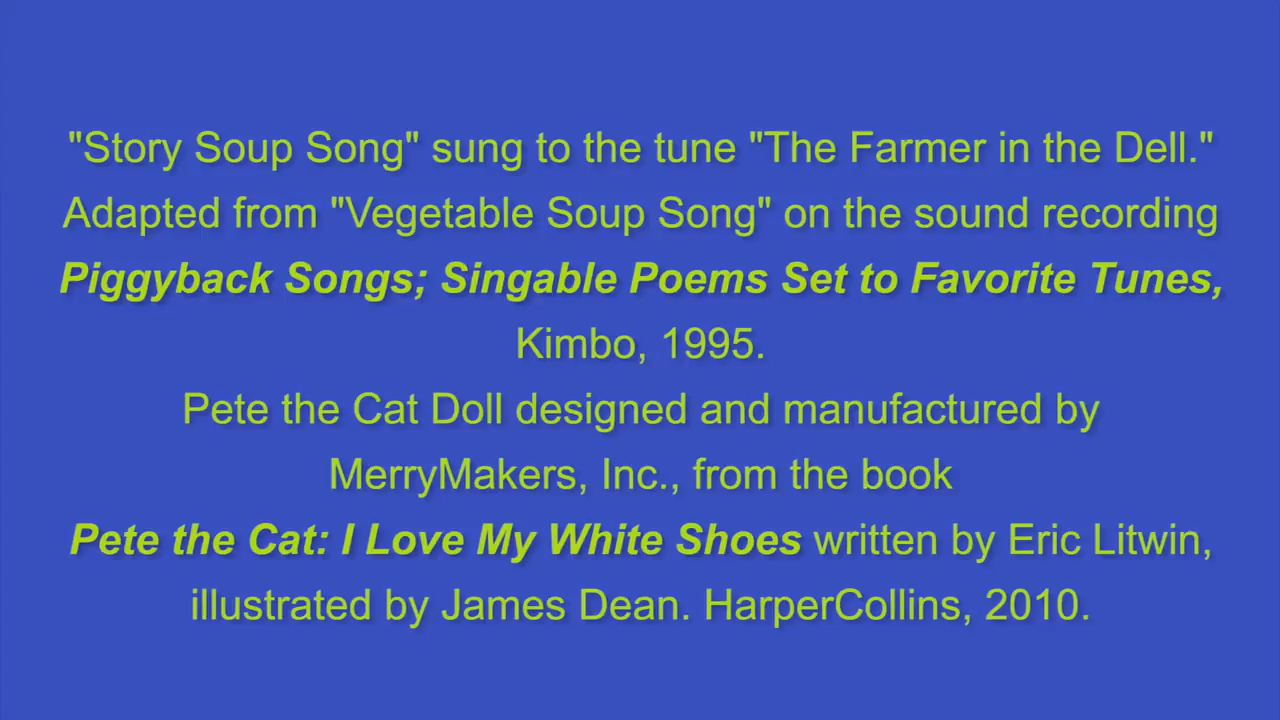 "Story Soup Song" sung to the tune "The Farmer in the Dell."
Adapted from "Vegetable Soup Song" on the sound recording
Piggyback Songs; Singable Poems Set to Favorite Tunes,
Kimbo, 1995.
Pete the Cat Doll designed and manufactured by
MerryMakers, Inc., from the book
Pete the Cat: I Love My White Shoes written by Eric Litwin,
illustrated by James Dean. HarperCollins, 2010.